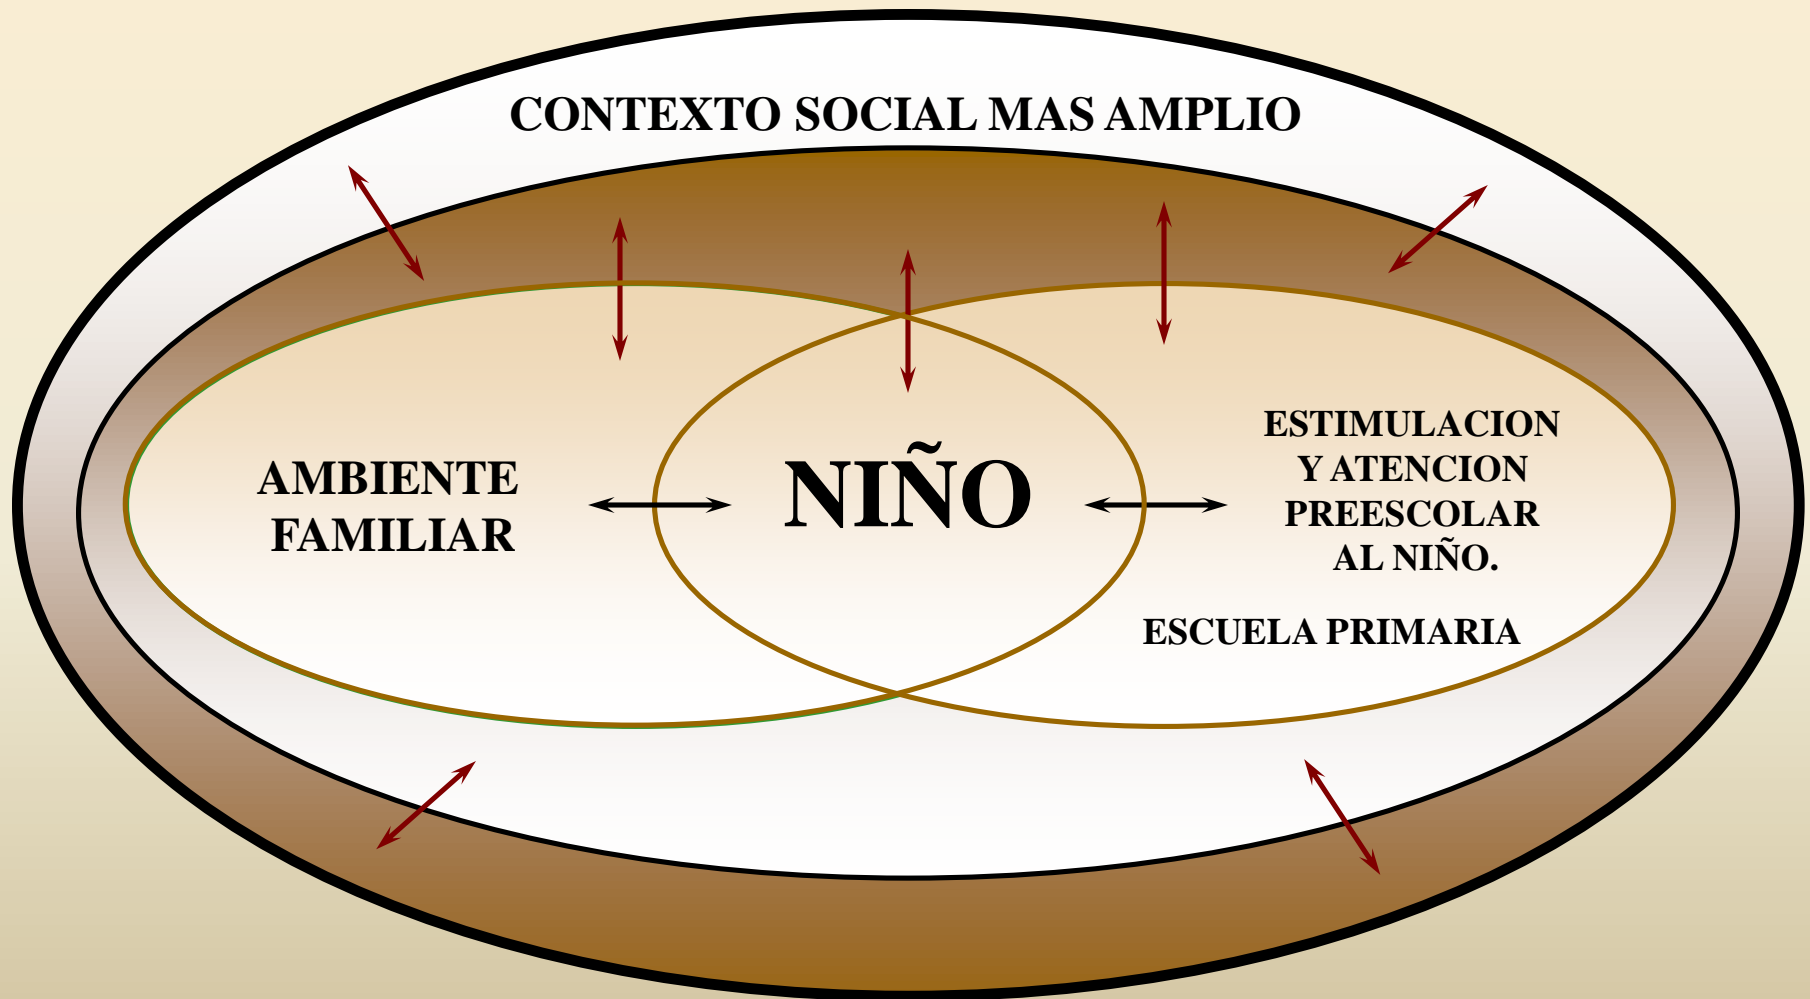 CONTEXTO SOCIAL MAS AMPLIO
AMBIENTE
FAMILIAR
NIÑO
ESTIMULACION
Y ATENCION
PREESCOLAR
AL NIÑO.
ESCUELA PRIMARIA